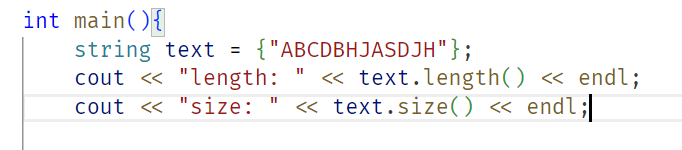 int main(){
string text = {"ABCDBHJASDJH"};
cout << "length: " << text.length() << endl;
cout << "size: " << text.size() << endl;